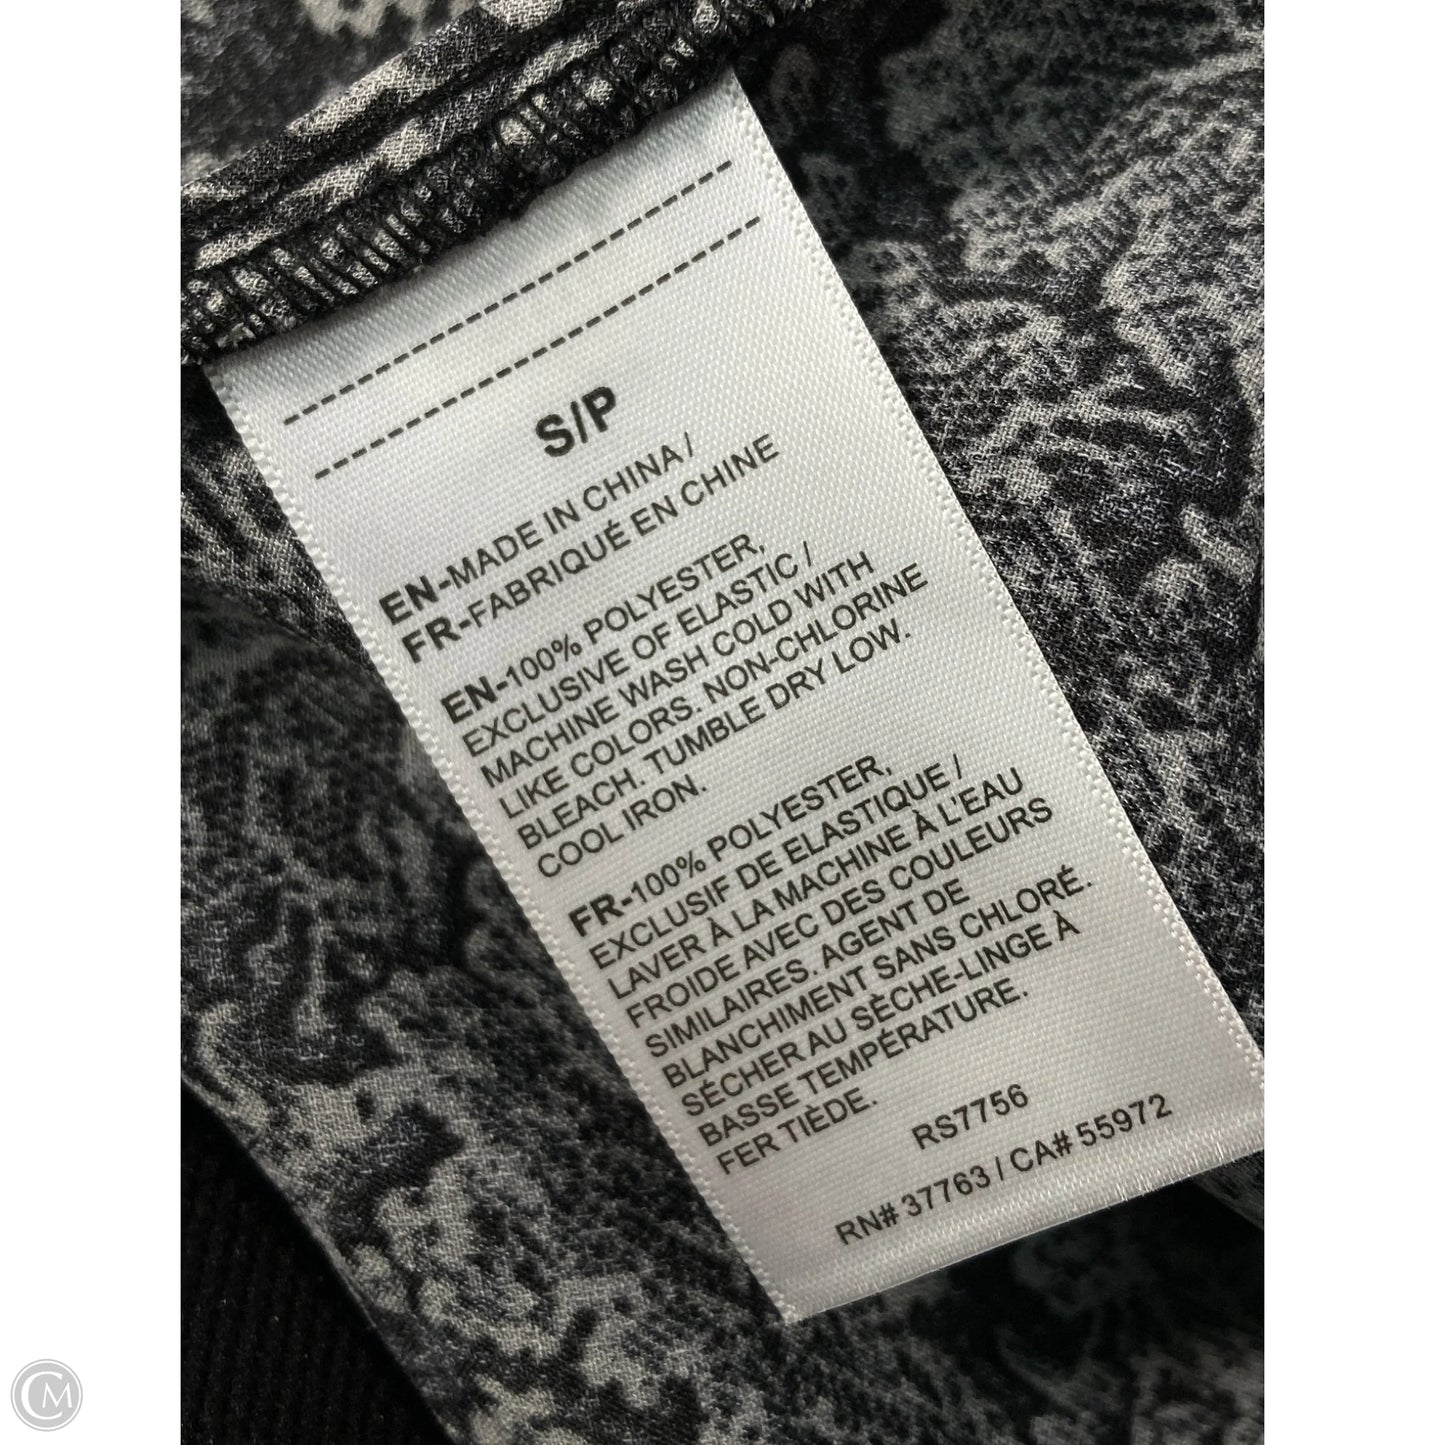 S/P
EN-MADE IN CHINA /
FR-FABRIQUÉ EN CHINE
EN-100% POLYESTER,
EXCLUSIVE OF ELASTIC /
MACHINE WASH COLD WITH
LIKE COLORS. NON-CHLORINE
BLEACH. TUMBLE DRY LOW.
COOL IRON.
FR-100% POLYESTER,
EXCLUSIF DE ELASTIQUE /
LAVER À LA MACHINE À L'EAU
FROIDE AVEC DES COULEURS
SIMILAIRES. AGENT DE
BLANCHIMENT SANS CHLORÉ.
SÉCHER AU SÈCHE-LINGE À
BASSE TEMPÉRATURE.
FER TIÈDE.
RS7756
RN# 37763 / CA# 55972
CM